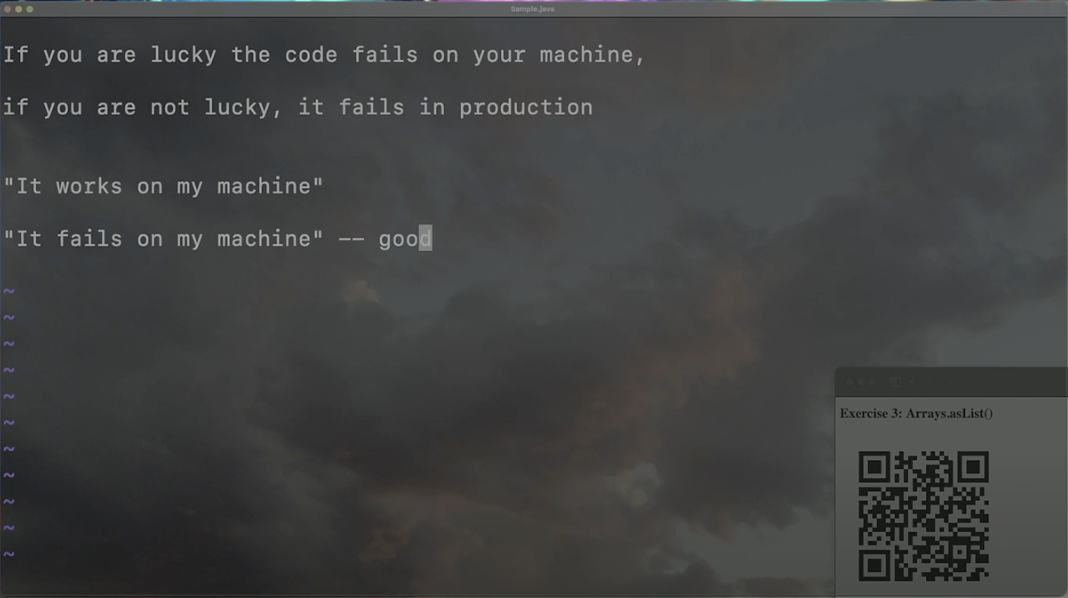 Sample.java
If you are lucky the code fails on your machine,
if you are not lucky, it fails in production
"It works on my machine"
"It fails on my machine" -- good
~
~
~
~
~
~
~
~
~
~
~
Exercise 3: Arrays.asList()